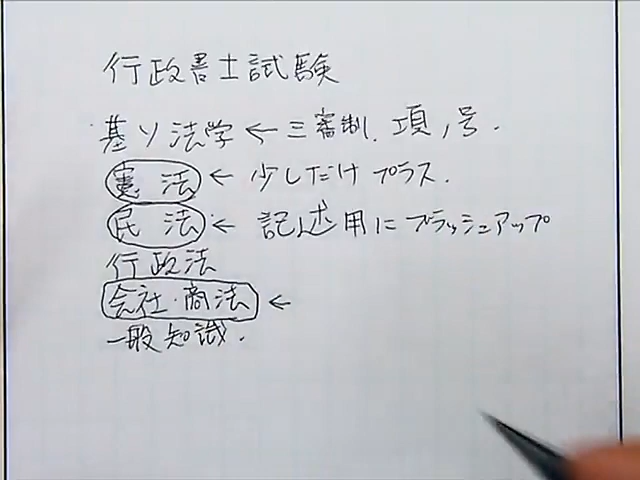 行政書士試験
基ソ法学 ← 三審制、項、号.
憲法 ← 少しだけプラス.
民法 ← 記述用にブラッシュアップ
行政法
会社・商法 ←
一般知識.